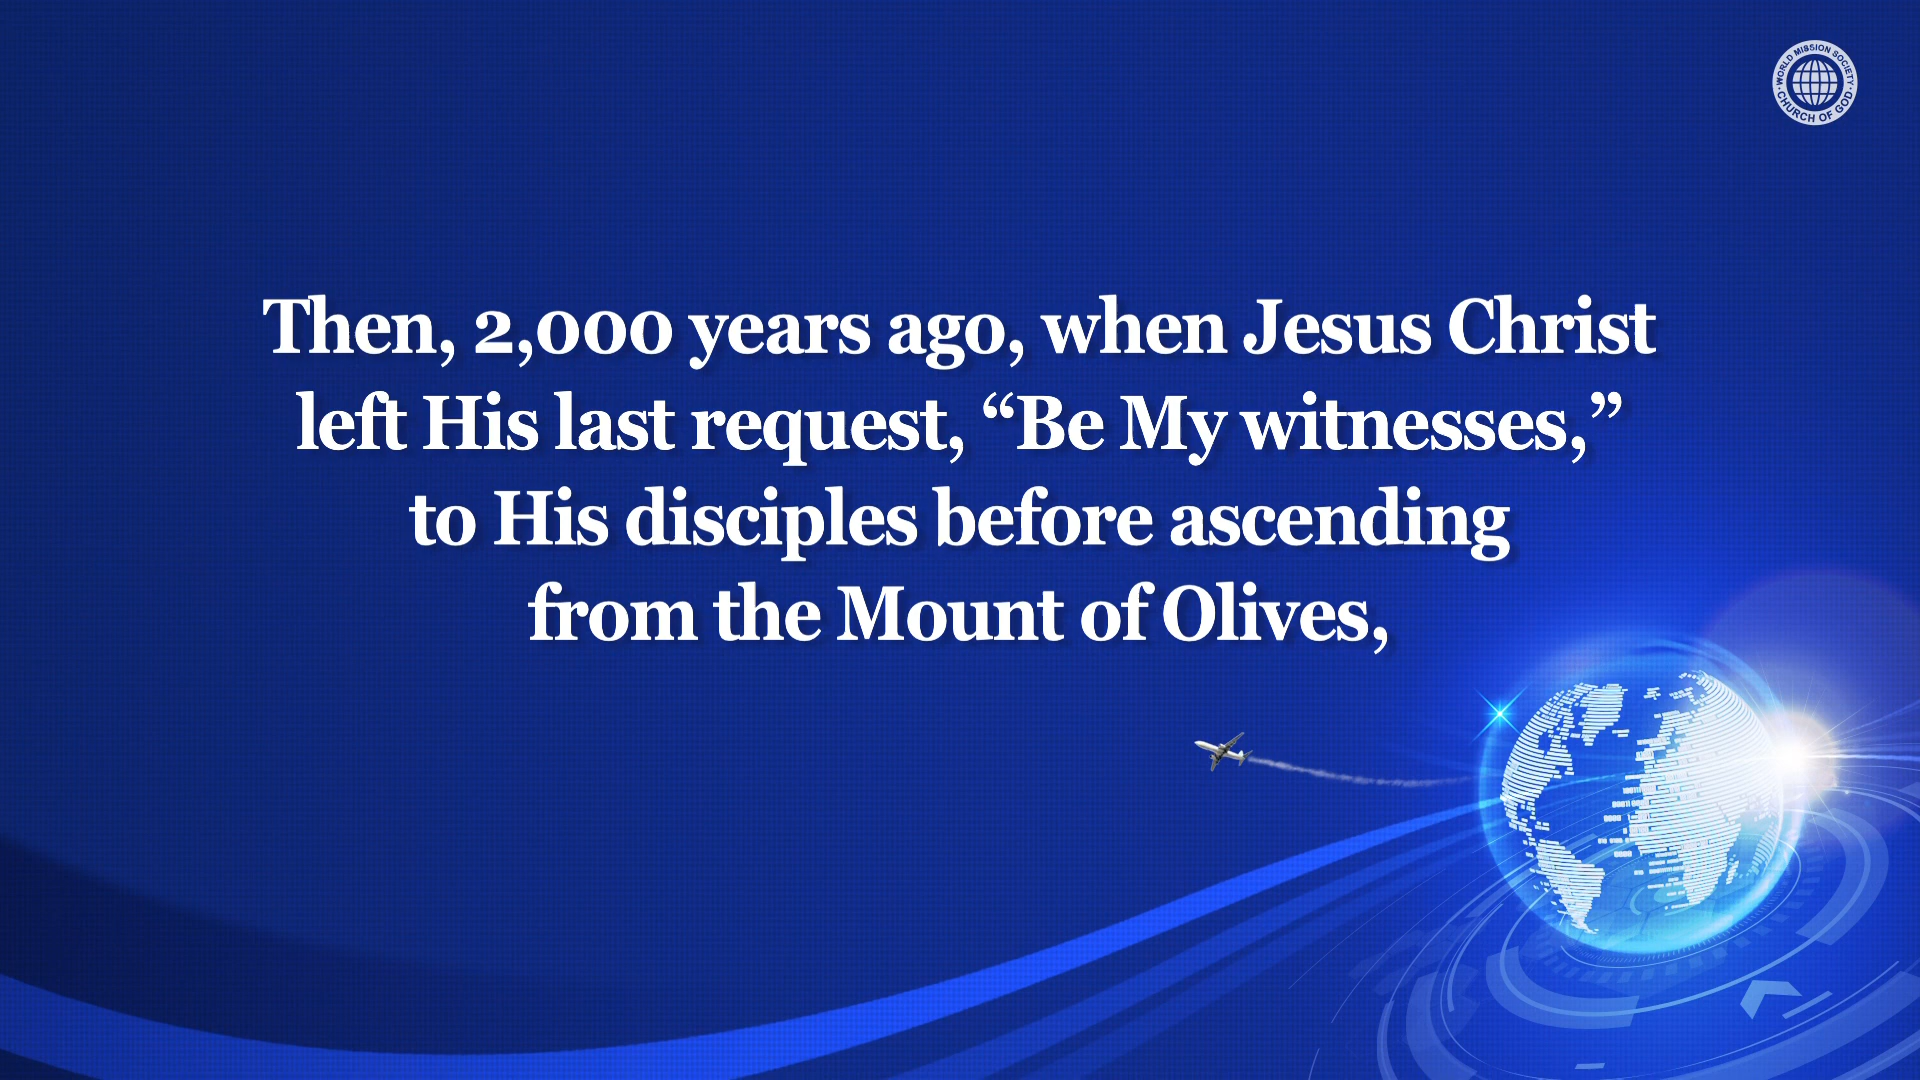 WORLD MISSION SOCIETY
CHURCH OF GOD
Then, 2,000 years ago, when Jesus Christ
left His last request, “Be My witnesses,”
to His disciples before ascending
from the Mount of Olives,